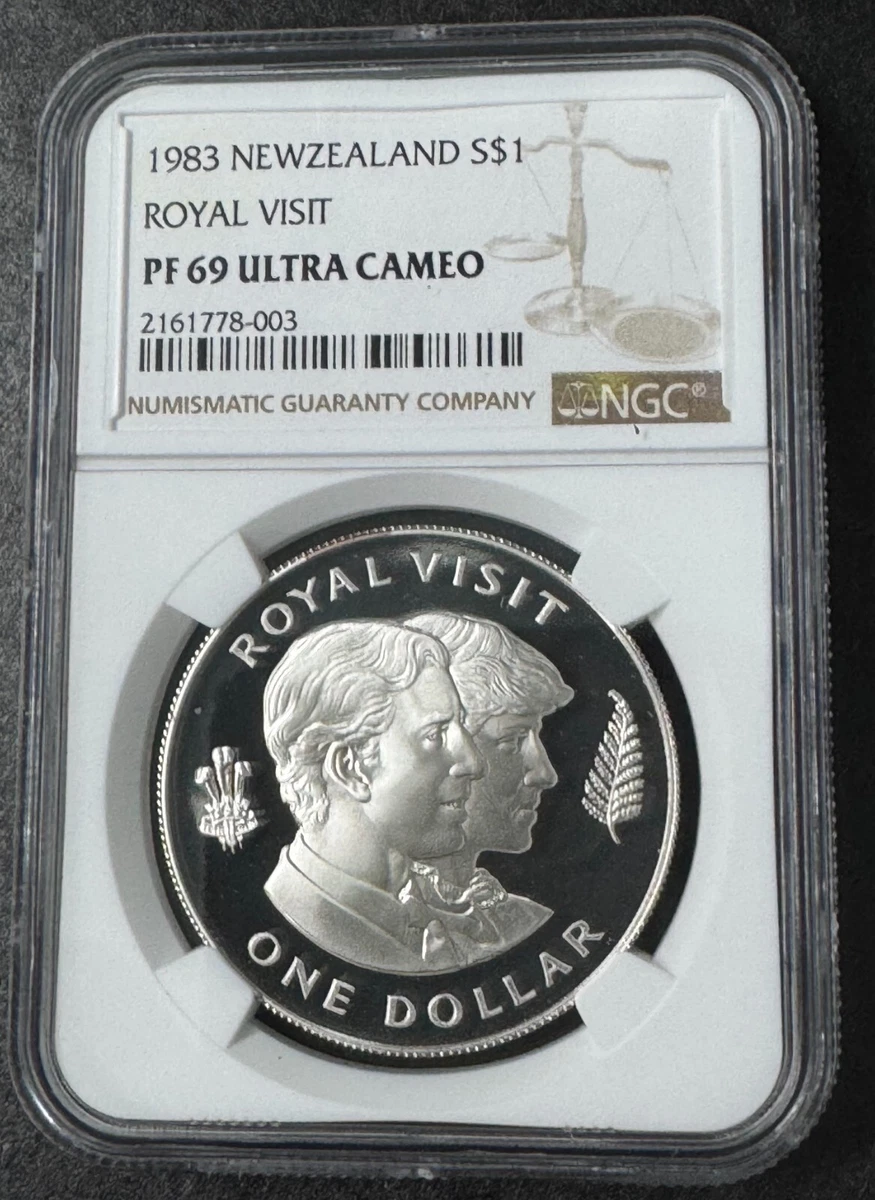 1983 NEWZEALAND S$1
ROYAL VISIT
PF 69 ULTRA CAMEO
2161778-003
NUMISMATIC GUARANTY COMPANY
NGC®
ROYAL VISIT
ONE DOLLAR